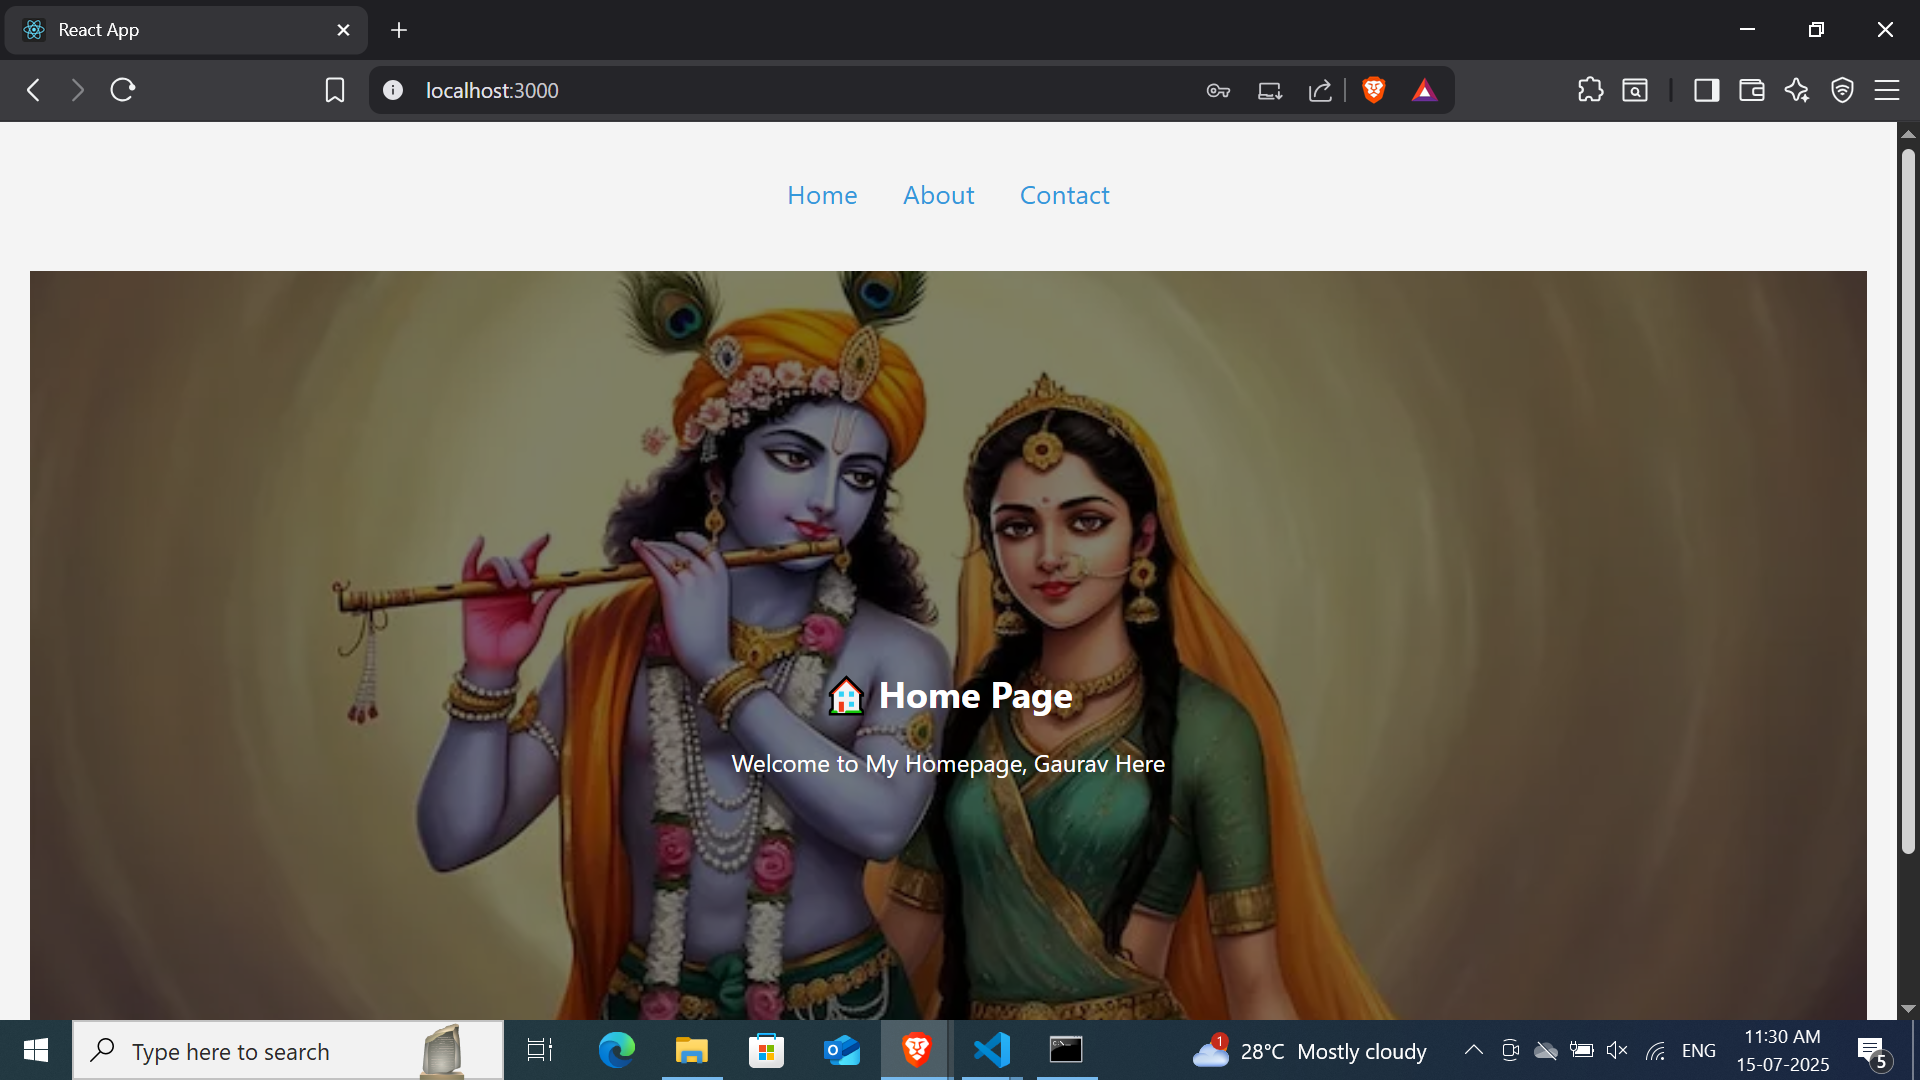 React App
localhost:3000
Home About Contact
🏠 Home Page
Welcome to My Homepage, Gaurav Here
Type here to search
1
28°C Mostly cloudy
ENG
11:30 AM
15-07-2025
5